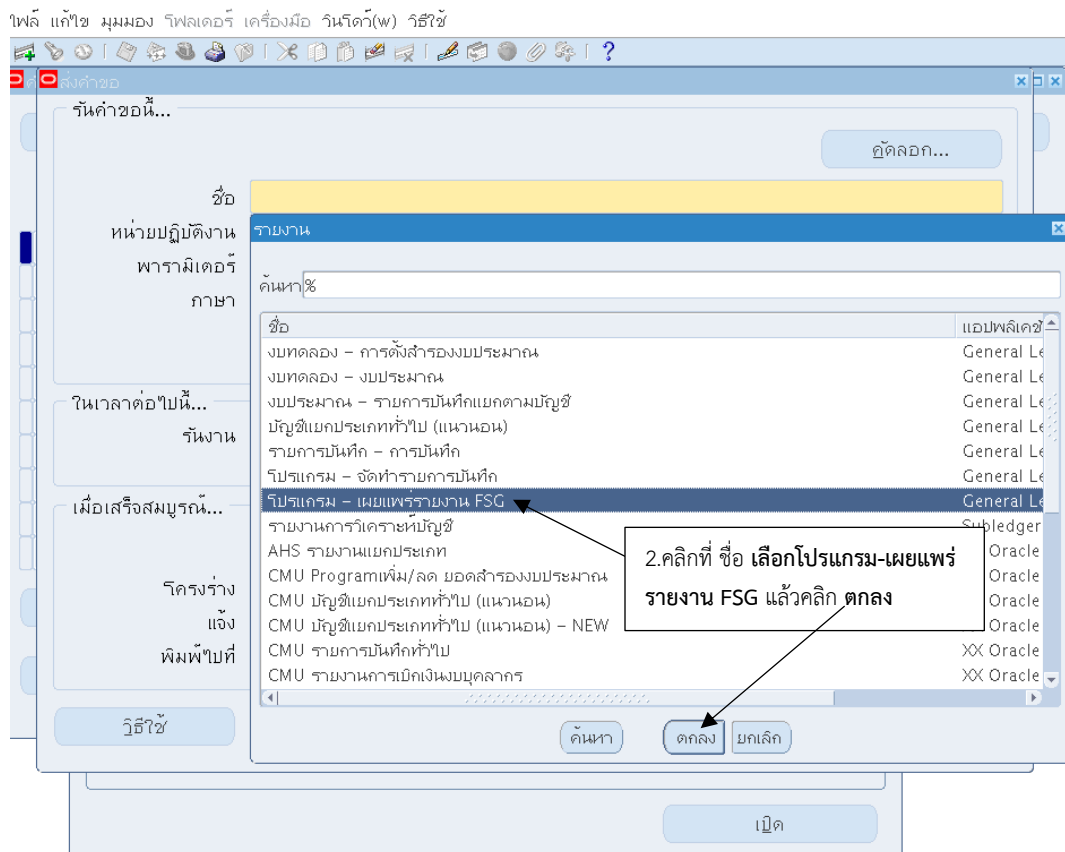 ไฟล์ แก้ไข มุมมอง โฟลเดอร์ เครื่องมือ วินโดว์(w) วิธีใช้
ส่งคำขอ
รันคำขอนี้...
คัดลอก...
ชื่อ
หน่วยปฏิบัติงาน
พารามิเตอร์
ภาษา
ในเวลาต่อไปนี้...
รันงาน
เมื่อเสร็จสมบูรณ์...
โครงร่าง
แจ้ง
พิมพ์ไปที่
วิธีใช้
รายงาน
ค้นหา %
ชื่อ แอปพลิเคช
งบทดลอง – การตั้งสำรองงบประมาณ General Le
งบทดลอง – งบประมาณ General Le
งบประมาณ – รายการบันทึกแยกตามบัญชี General Le
บัญชีแยกประเภททั่วไป (แนวนอน) General Le
รายการบันทึก – การบันทึก General Le
โปรแกรม – จัดทำรายการบันทึก General Le
โปรแกรม – เผยแพร่รายงาน FSG General Le
รายงานการวิเคราะห์บัญชี Subledger
AHS รายงานแยกประเภท Oracle
CMU Programเพิ่ม/ลด ยอดสำรองงบประมาณ Oracle
CMU บัญชีแยกประเภททั่วไป (แนวนอน) Oracle
CMU บัญชีแยกประเภททั่วไป (แนวนอน) – NEW Oracle
CMU รายการบันทึกทั่วไป XX Oracle
CMU รายงานการเบิกเงินงบบุคลากร XX Oracle
2.คลิกที่ ชื่อ เลือกโปรแกรม-เผยแพร่
รายงาน FSG แล้วคลิก ตกลง
ค้นหา ตกลง ยกเลิก
เปิด